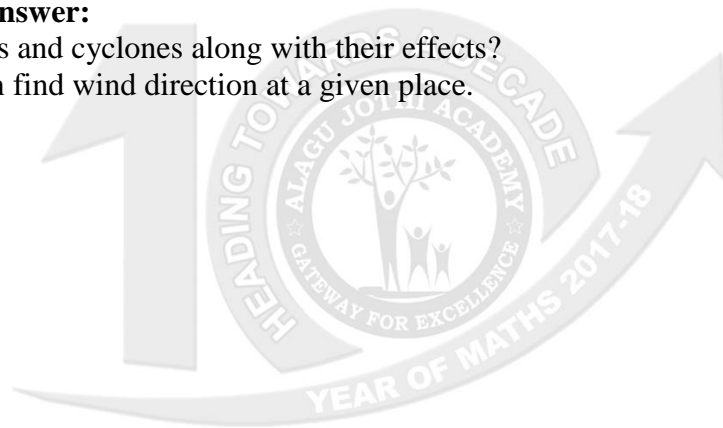 nswer:
s and cyclones along with their effects?
n find wind direction at a given place.
HEADING TOWARDS A DECADE
ALAGU JOTHI ACADEMY
GATEWAY FOR EXCELLENCE
YEAR OF MATHS 2017-18